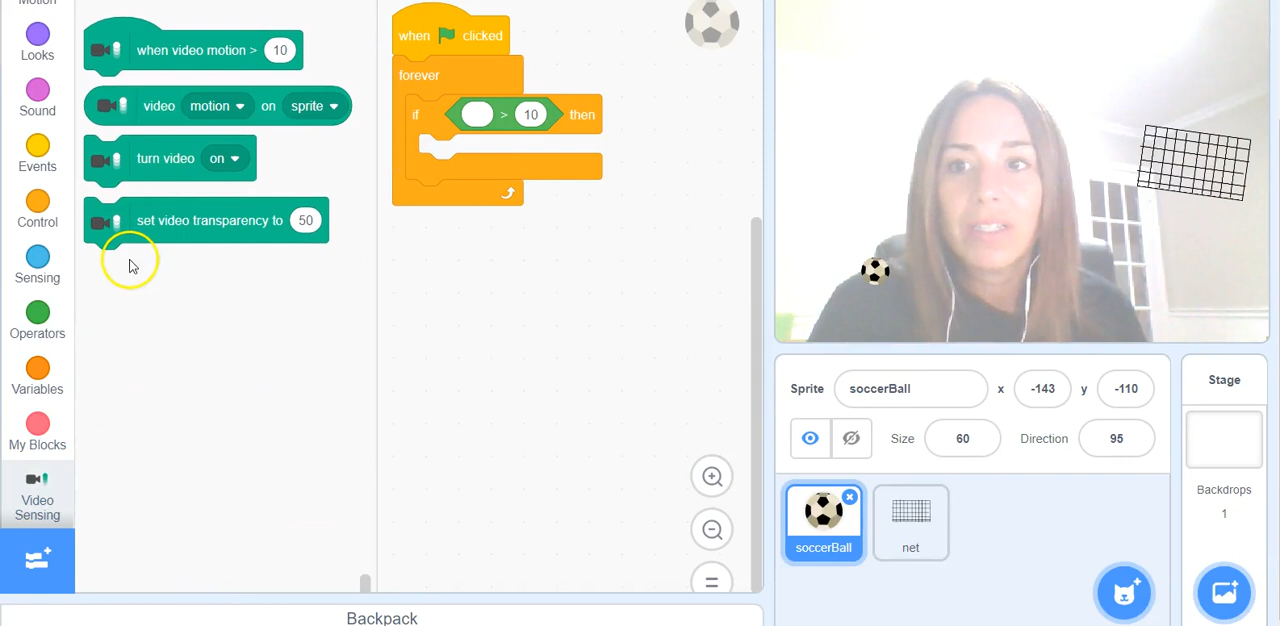 Motion
Looks
Sound
Events
Control
Sensing
Operators
Variables
My Blocks
Video
Sensing
when video motion > 10
video motion on sprite
turn video on
set video transparency to 50
when clicked
forever
if > 10 then
Sprite soccerBall x -143 y -110
Size 60 Direction 95
soccerBall
net
Stage
Backdrops
1
Backpack